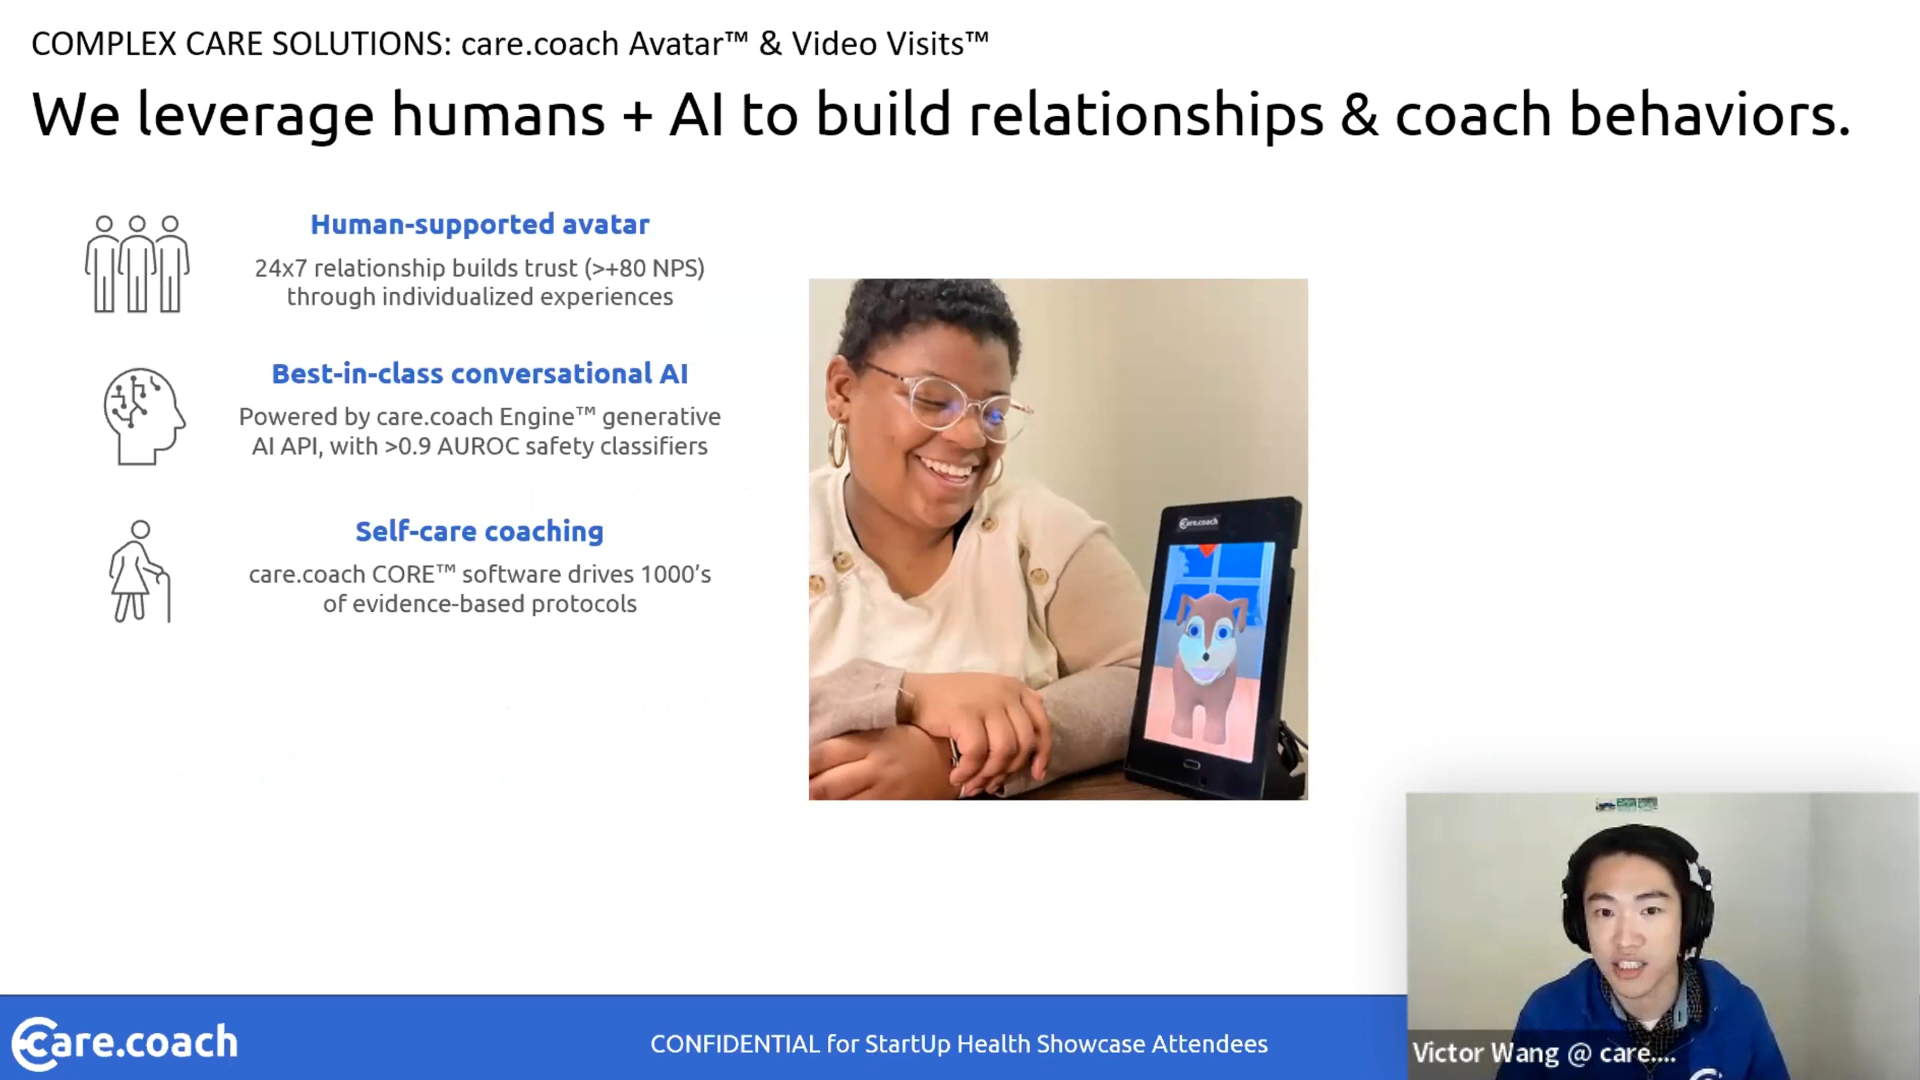 COMPLEX CARE SOLUTIONS: care.coach Avatar™ & Video Visits™
We leverage humans + AI to build relationships & coach behaviors.
Human-supported avatar
24x7 relationship builds trust (>+80 NPS)
through individualized experiences
Best-in-class conversational AI
Powered by care.coach Engine™ generative
AI API, with >0.9 AUROC safety classifiers
Self-care coaching
care.coach CORE™ software drives 1000’s
of evidence-based protocols
care.coach
care.coach
CONFIDENTIAL for StartUp Health Showcase Attendees
Victor Wang @ care....